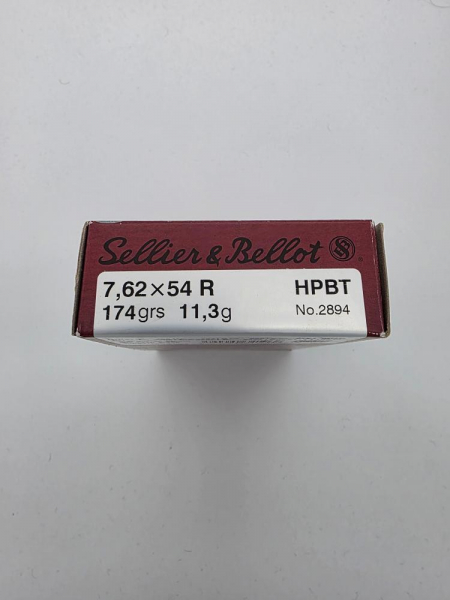 Sellier & Bellot
7,62×54 R HPBT
174grs 11,3g No.2894